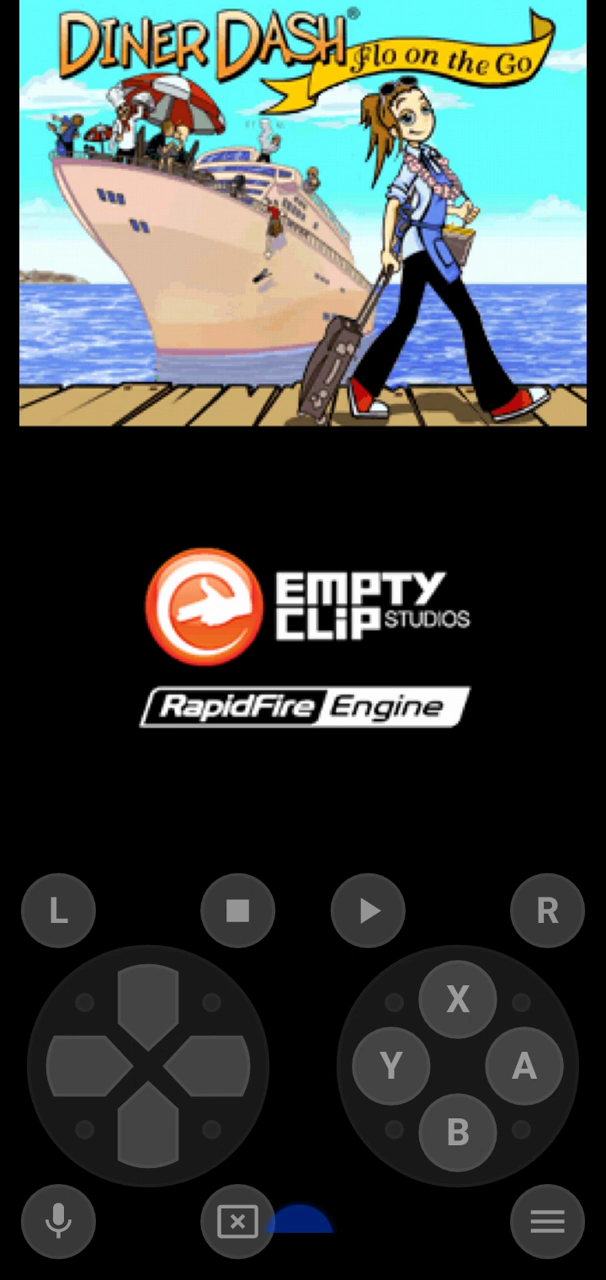 DINER DASH®
Flo on the Go
EMPTY
CLIP STUDIOS
RapidFire Engine
L
R
X
Y
A
B